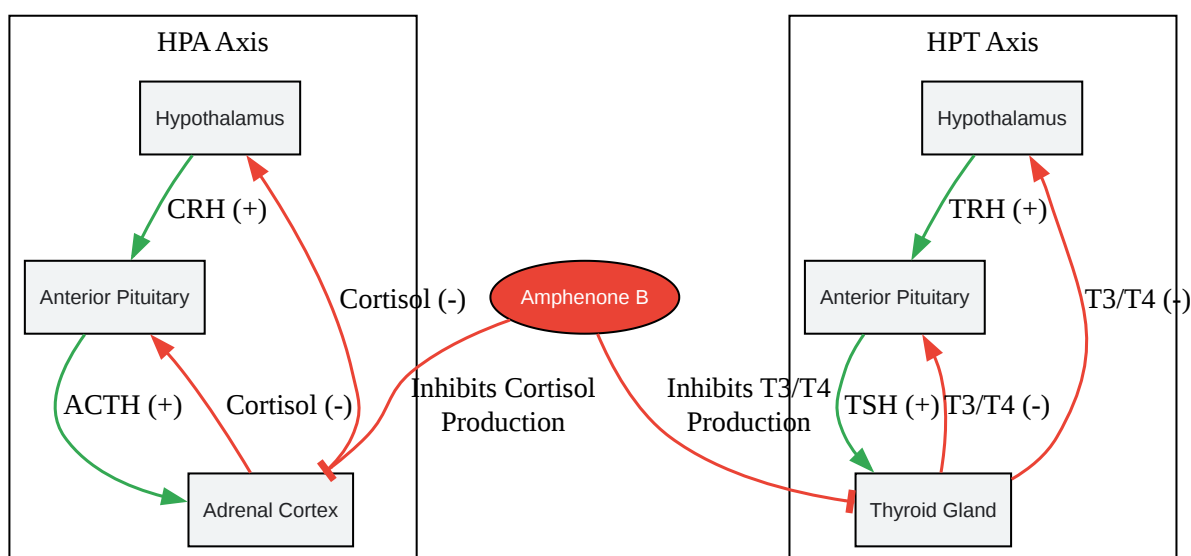 HPA Axis
HPT Axis
Hypothalamus
Hypothalamus
CRH (+)
TRH (+)
Anterior Pituitary
Cortisol (-)
Amphenone B
Anterior Pituitary
T3/T4 (-)
ACTH (+)
Cortisol (-)
Inhibits Cortisol
Production
Inhibits T3/T4
Production
TSH (+)
T3/T4 (-)
Adrenal Cortex
Thyroid Gland